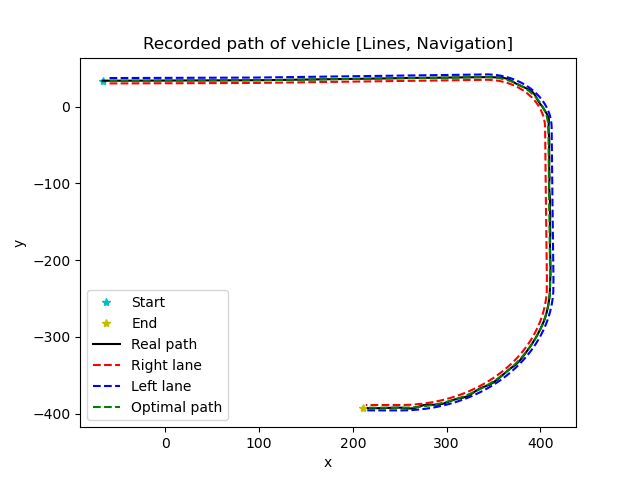 Recorded path of vehicle [Lines, Navigation]
0
−100
−200
−300
−400
y
Start
End
Real path
Right lane
Left lane
Optimal path
0
100
200
300
400
x